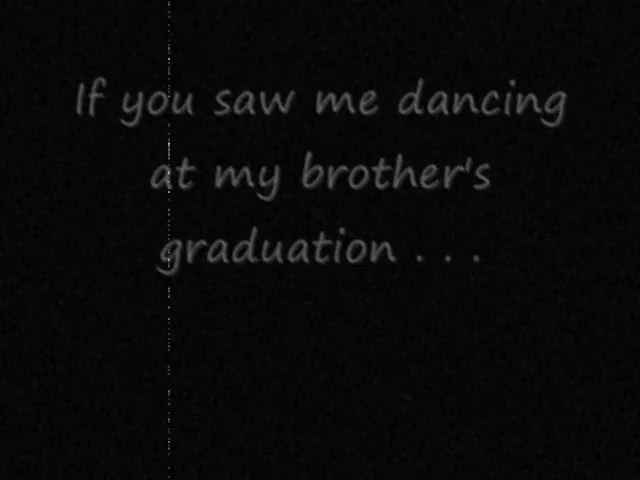 If you saw me dancing
at my brother's
graduation . . .